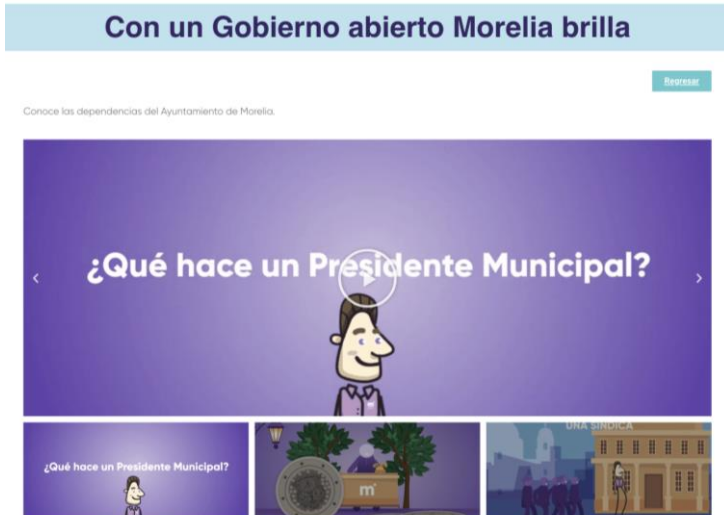 Con un Gobierno abierto Morelia brilla
Regresar
Conoce las dependencias del Ayuntamiento de Morelia.
¿Qué hace un Presidente Municipal?
¿Qué hace un Presidente Municipal?
m
UNA SÍNDICA